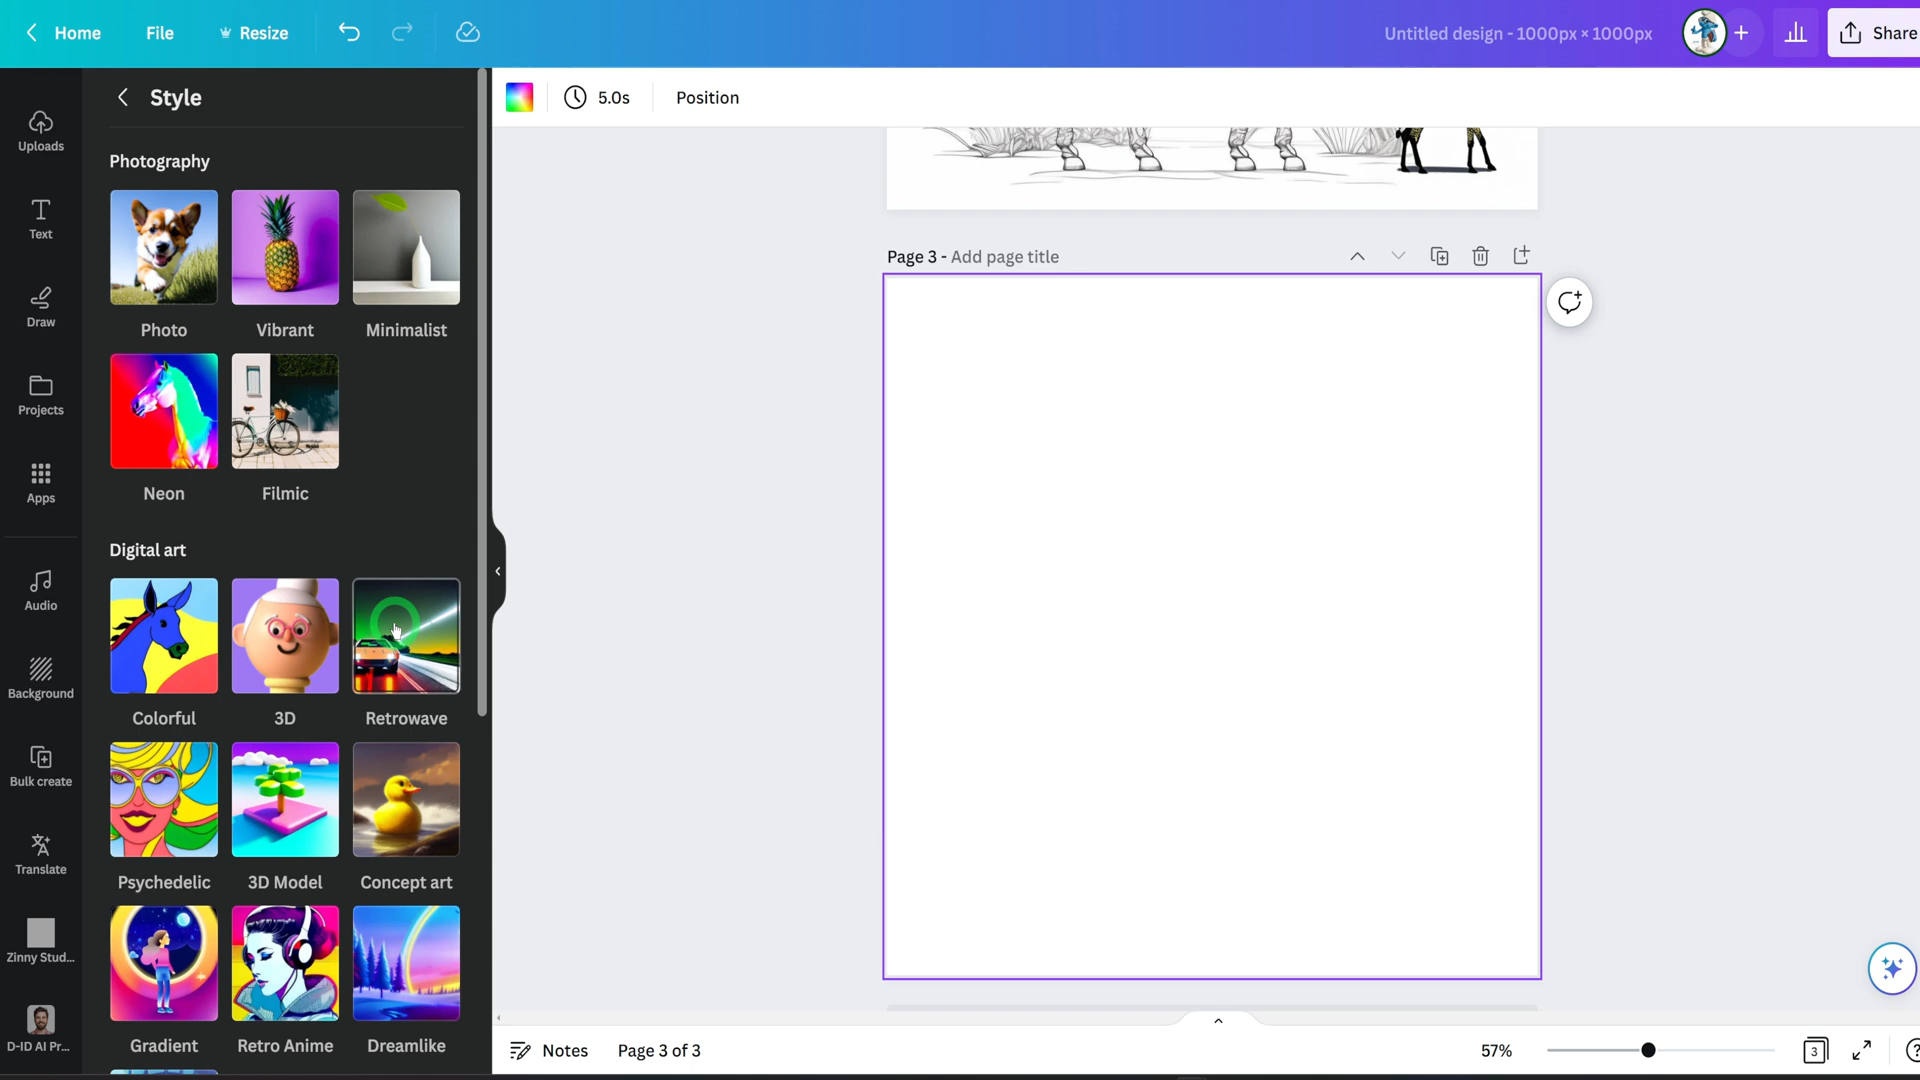 Home
File
Resize
Untitled design - 1000px × 1000px
Share
Uploads
Text
Draw
Projects
Apps
Audio
Background
Bulk create
Translate
Zinny Stud...
D-ID AI Pr...
Style
Photography
Photo
Vibrant
Minimalist
Neon
Filmic
Digital art
Colorful
3D
Retrowave
Psychedelic
3D Model
Concept art
Gradient
Retro Anime
Dreamlike
5.0s
Position
Page 3 - Add page title
Notes
Page 3 of 3
57%
3